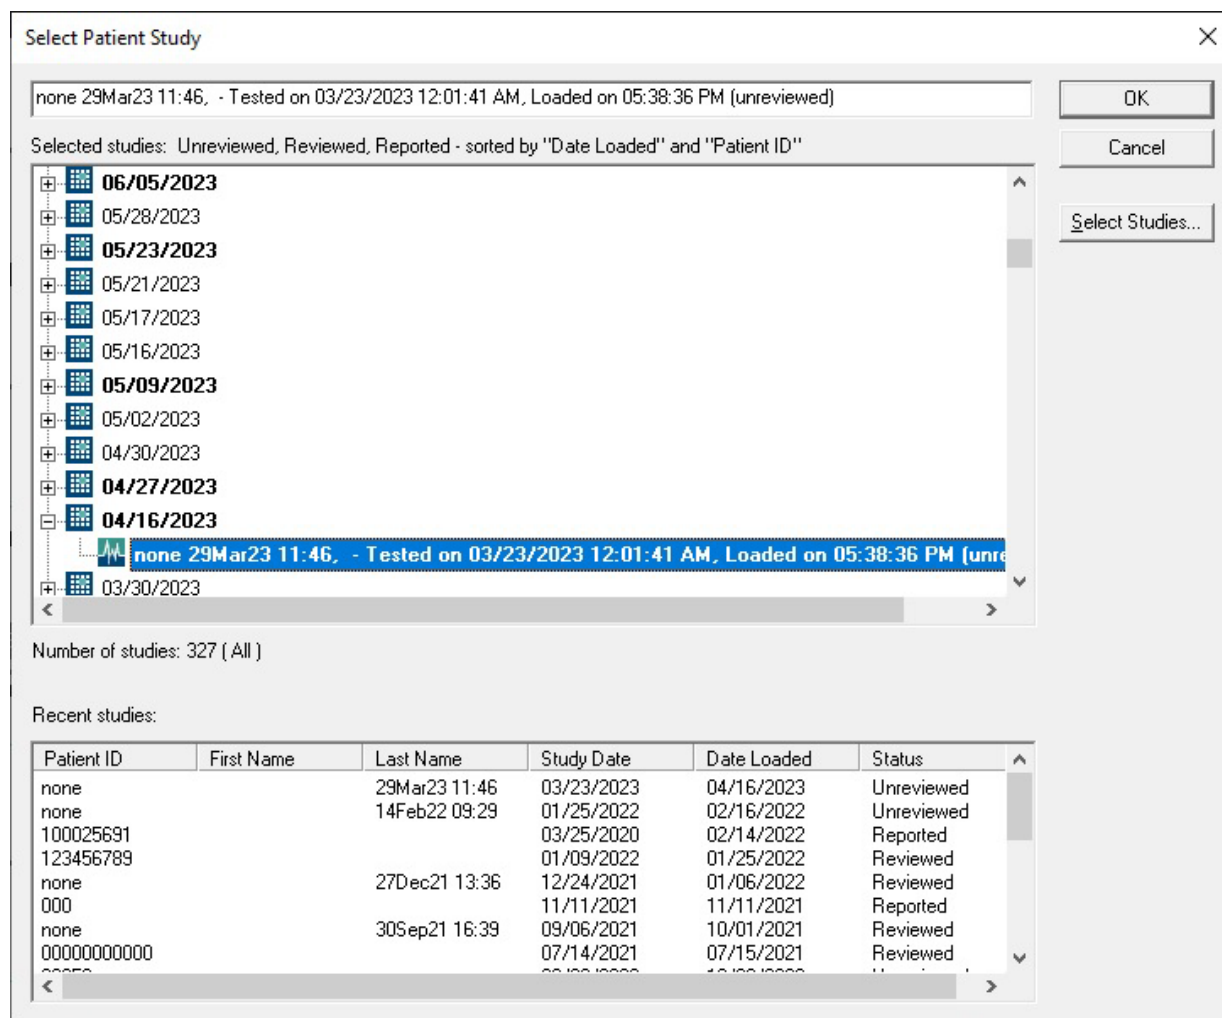 Select Patient Study
none 29Mar23 11:46,  - Tested on 03/23/2023 12:01:41 AM, Loaded on 05:38:36 PM (unreviewed)
OK
Selected studies:  Unreviewed, Reviewed, Reported - sorted by "Date Loaded" and "Patient ID"
Cancel
Select Studies...
06/05/2023
05/28/2023
05/23/2023
05/21/2023
05/17/2023
05/16/2023
05/09/2023
05/02/2023
04/30/2023
04/27/2023
04/16/2023
none 29Mar23 11:46,  - Tested on 03/23/2023 12:01:41 AM, Loaded on 05:38:36 PM (unre
03/30/2023
Number of studies: 327 ( All )
Recent studies:
Patient ID First Name Last Name Study Date Date Loaded Status
none 29Mar23 11:46 03/23/2023 04/16/2023 Unreviewed
none 14Feb22 09:29 01/25/2022 02/16/2022 Unreviewed
100025691 03/25/2020 02/14/2022 Reported
123456789 01/09/2022 01/25/2022 Reviewed
none 27Dec21 13:36 12/24/2021 01/06/2022 Reviewed
000 11/11/2021 11/11/2021 Reported
none 30Sep21 16:39 09/06/2021 10/01/2021 Reviewed
00000000000 07/14/2021 07/15/2021 Reviewed